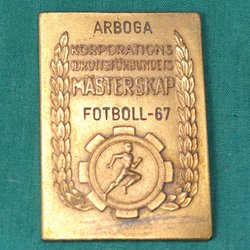 ARBOGA
KORPORATIONS
IDROTTSFÖRBUNDETS
MÄSTERSKAP
FOTBOLL-67